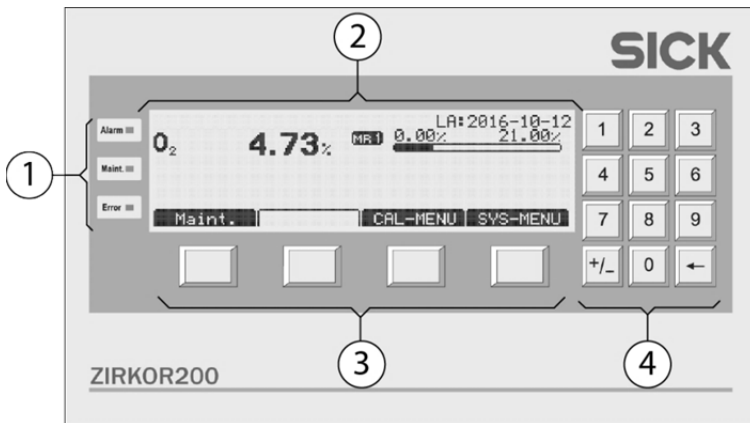 2
SICK
1
Alarm
Maint.
Error
LA:2016-10-12
O₂ 4.73% MR1 0.00% 21.00%
Maint. CAL-MENU SYS-MENU
1 2 3
4 5 6
7 8 9
+/- 0 ←
3
4
ZIRKOR200